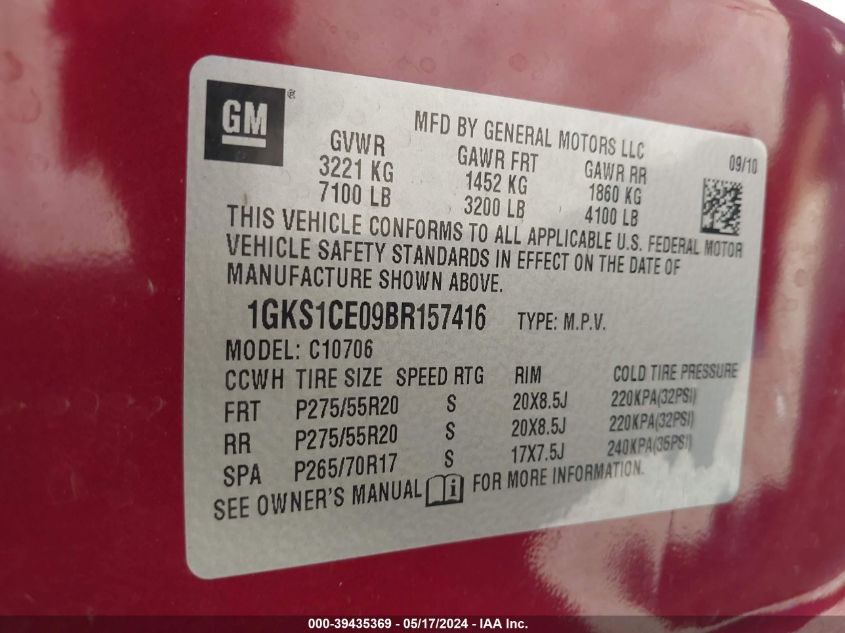 GM®
MFD BY GENERAL MOTORS LLC
09/10
GVWR GAWR FRT GAWR RR
3221 KG 1452 KG 1860 KG
7100 LB 3200 LB 4100 LB
THIS VEHICLE CONFORMS TO ALL APPLICABLE U.S. FEDERAL MOTOR
VEHICLE SAFETY STANDARDS IN EFFECT ON THE DATE OF
MANUFACTURE SHOWN ABOVE.
1GKS1CE09BR157416 TYPE: M.P.V.
MODEL: C10706
CCWH TIRE SIZE SPEED RTG RIM COLD TIRE PRESSURE
FRT P275/55R20 S 20X8.5J 220KPA(32PSI)
RR P275/55R20 S 20X8.5J 220KPA(32PSI)
SPA P265/70R17 S 17X7.5J 240KPA(35PSI)
SEE OWNER'S MANUAL i FOR MORE INFORMATION.
000-39435369 - 05/17/2024 - IAA Inc.